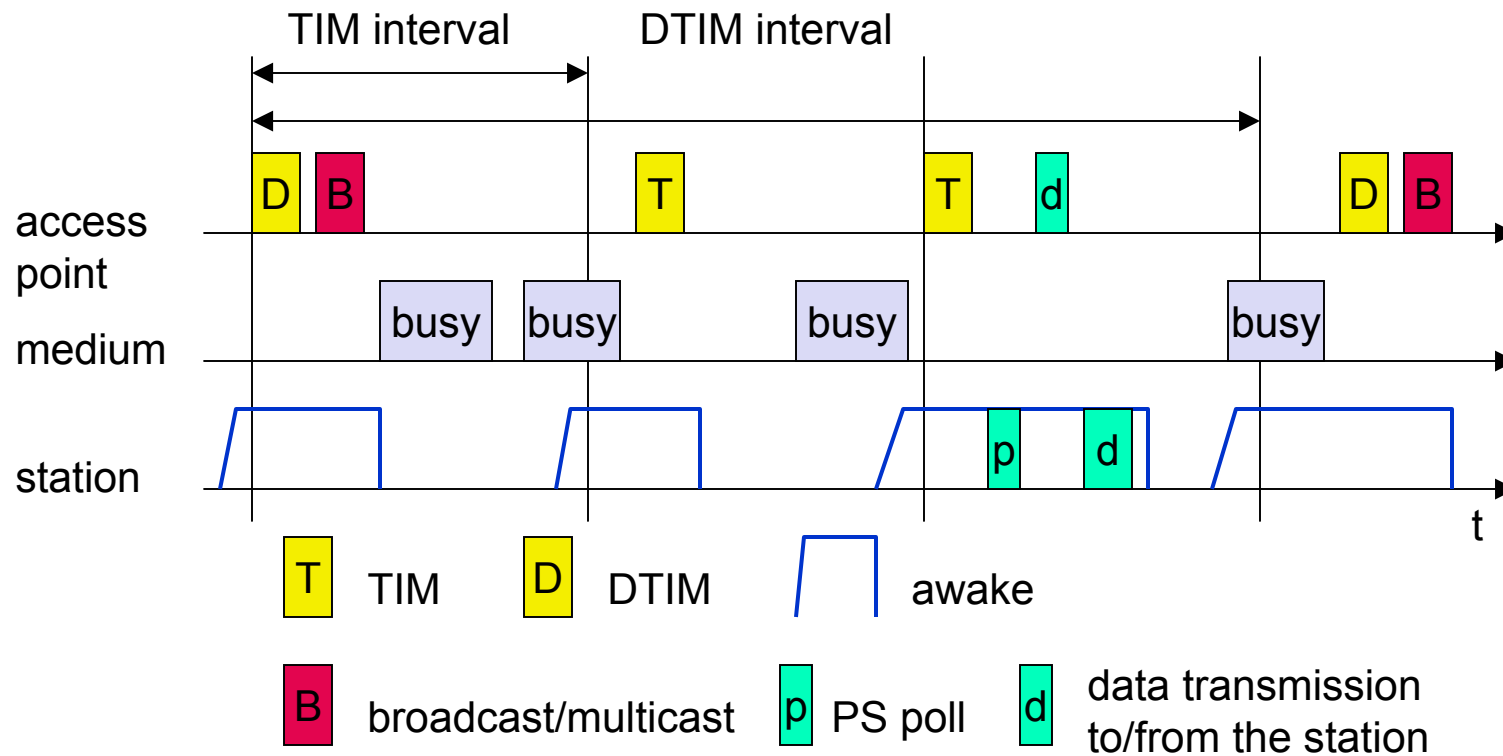 TIM interval DTIM interval
D B T T d D B
access
point
busy busy busy busy
medium
p d
station
t
T TIM D DTIM awake
B broadcast/multicast p PS poll d data transmission
to/from the station